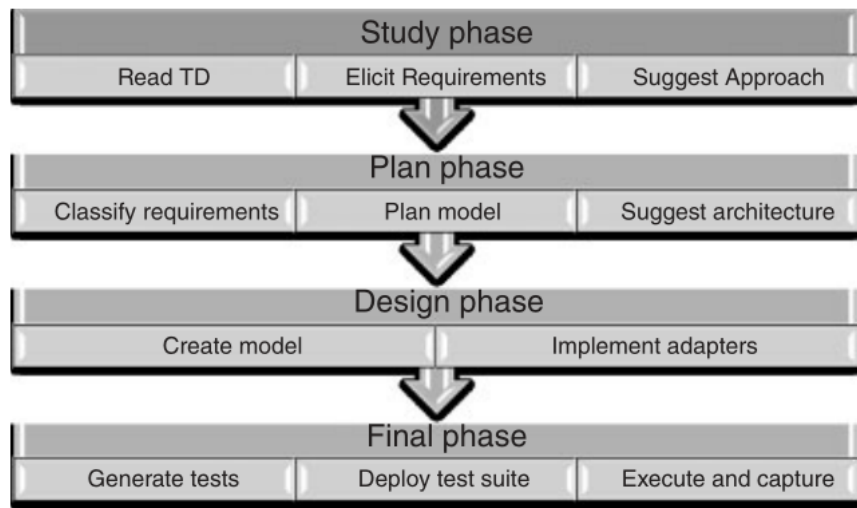 Study phase
Read TD Elicit Requirements Suggest Approach
Plan phase
Classify requirements Plan model Suggest architecture
Design phase
Create model Implement adapters
Final phase
Generate tests Deploy test suite Execute and capture